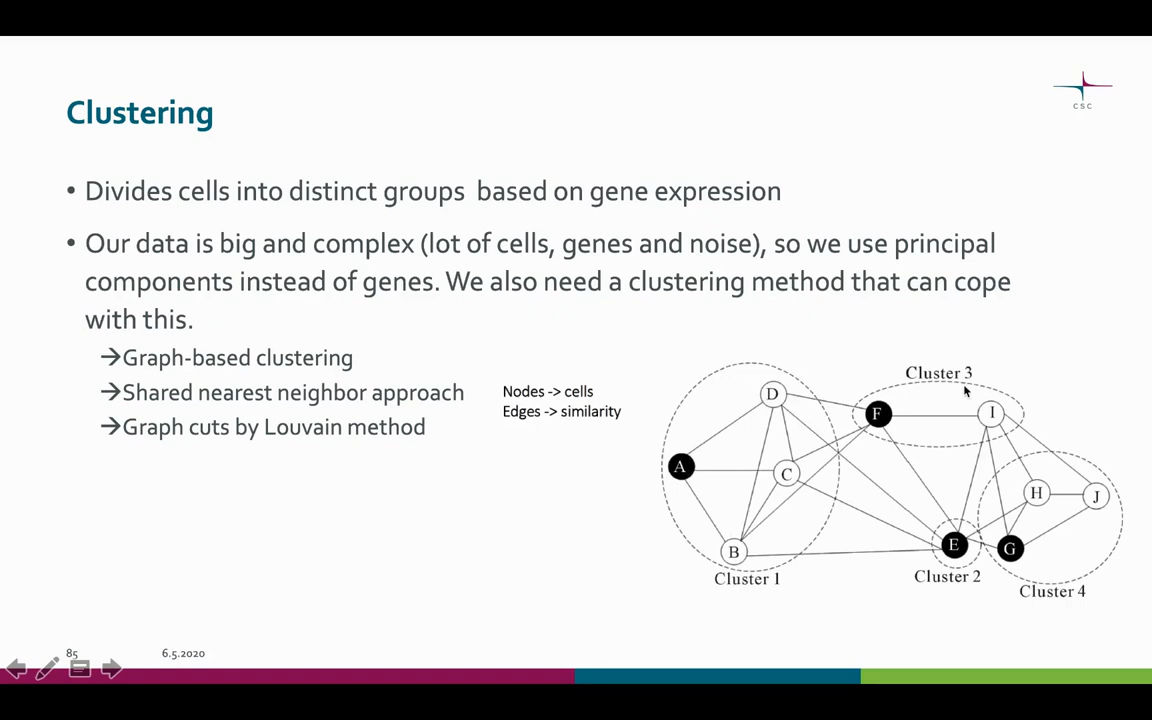 CSC
Clustering
• Divides cells into distinct groups based on gene expression
• Our data is big and complex (lot of cells, genes and noise), so we use principal
components instead of genes. We also need a clustering method that can cope
with this.
→Graph-based clustering
→Shared nearest neighbor approach
→Graph cuts by Louvain method
Nodes -> cells
Edges -> similarity
Cluster 3
D
F
I
A
C
H
J
B
E
G
Cluster 1
Cluster 2
Cluster 4
85
6.5.2020